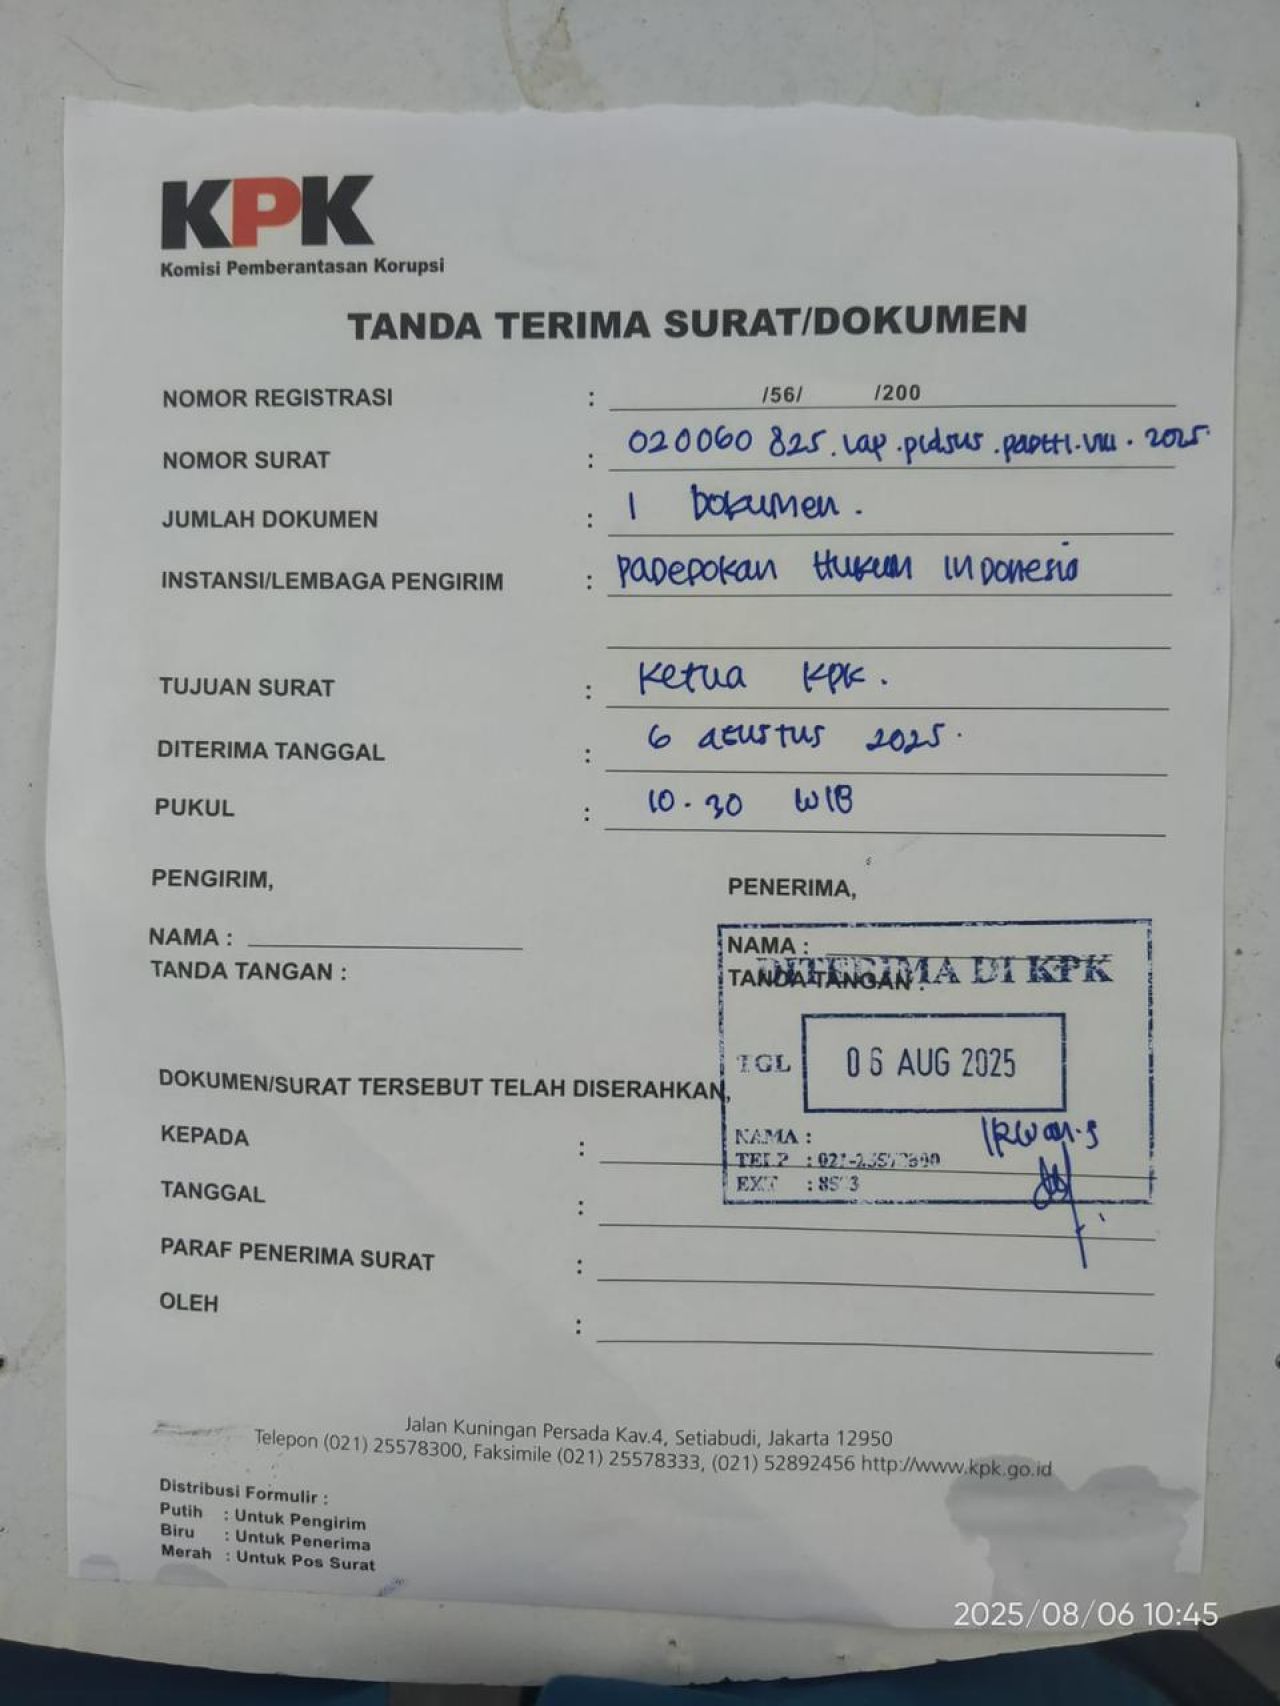 KPK
Komisi Pemberantasan Korupsi
TANDA TERIMA SURAT/DOKUMEN
NOMOR REGISTRASI : /56/ /200
NOMOR SURAT : 020060 825. Lap. pidsus. .VIII. 2025.
JUMLAH DOKUMEN : 1 Dokumen.
INSTANSI/LEMBAGA PENGIRIM : Padepokan Hukum Indonesia
TUJUAN SURAT : Ketua KPK.
DITERIMA TANGGAL : 6 agustus 2025.
PUKUL : 10.30 WIB
PENGIRIM,
PENERIMA,
NAMA :
TANDA TANGAN :
NAMA :
TANDA TANGAN :
DITERIMA DI KPK
TGL 06 AUG 2025
NAMA : Irwan.s
TELP : 021-25578300
EXT :
DOKUMEN/SURAT TERSEBUT TELAH DISERAHKAN,
KEPADA :
TANGGAL :
PARAF PENERIMA SURAT :
OLEH :
Jalan Kuningan Persada Kav.4, Setiabudi, Jakarta 12950
Telepon (021) 25578300, Faksimile (021) 25578333, (021) 52892456 http://www.kpk.go.id
Distribusi Formulir :
Putih : Untuk Pengirim
Biru : Untuk Penerima
Merah : Untuk Pos Surat
2025/08/06 10:45